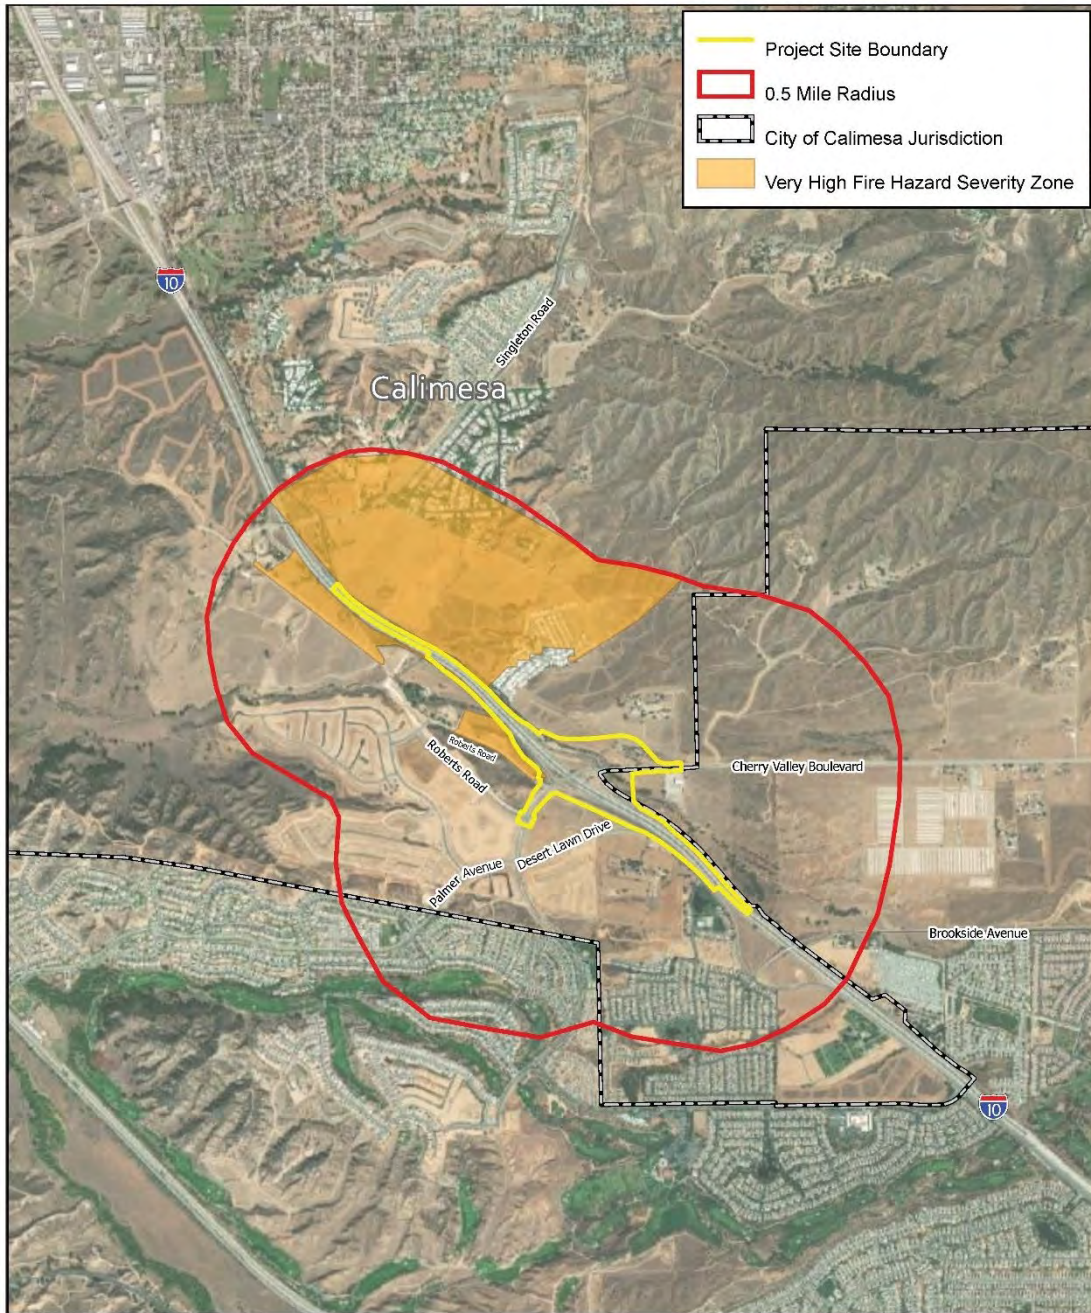 Project Site Boundary
0.5 Mile Radius
City of Calimesa Jurisdiction
Very High Fire Hazard Severity Zone
10
Singleton Road
Calimesa
Roberts Road
Roberts Road
Cherry Valley Boulevard
Desert Lawn Drive
Palmer Avenue
Brookside Avenue
10